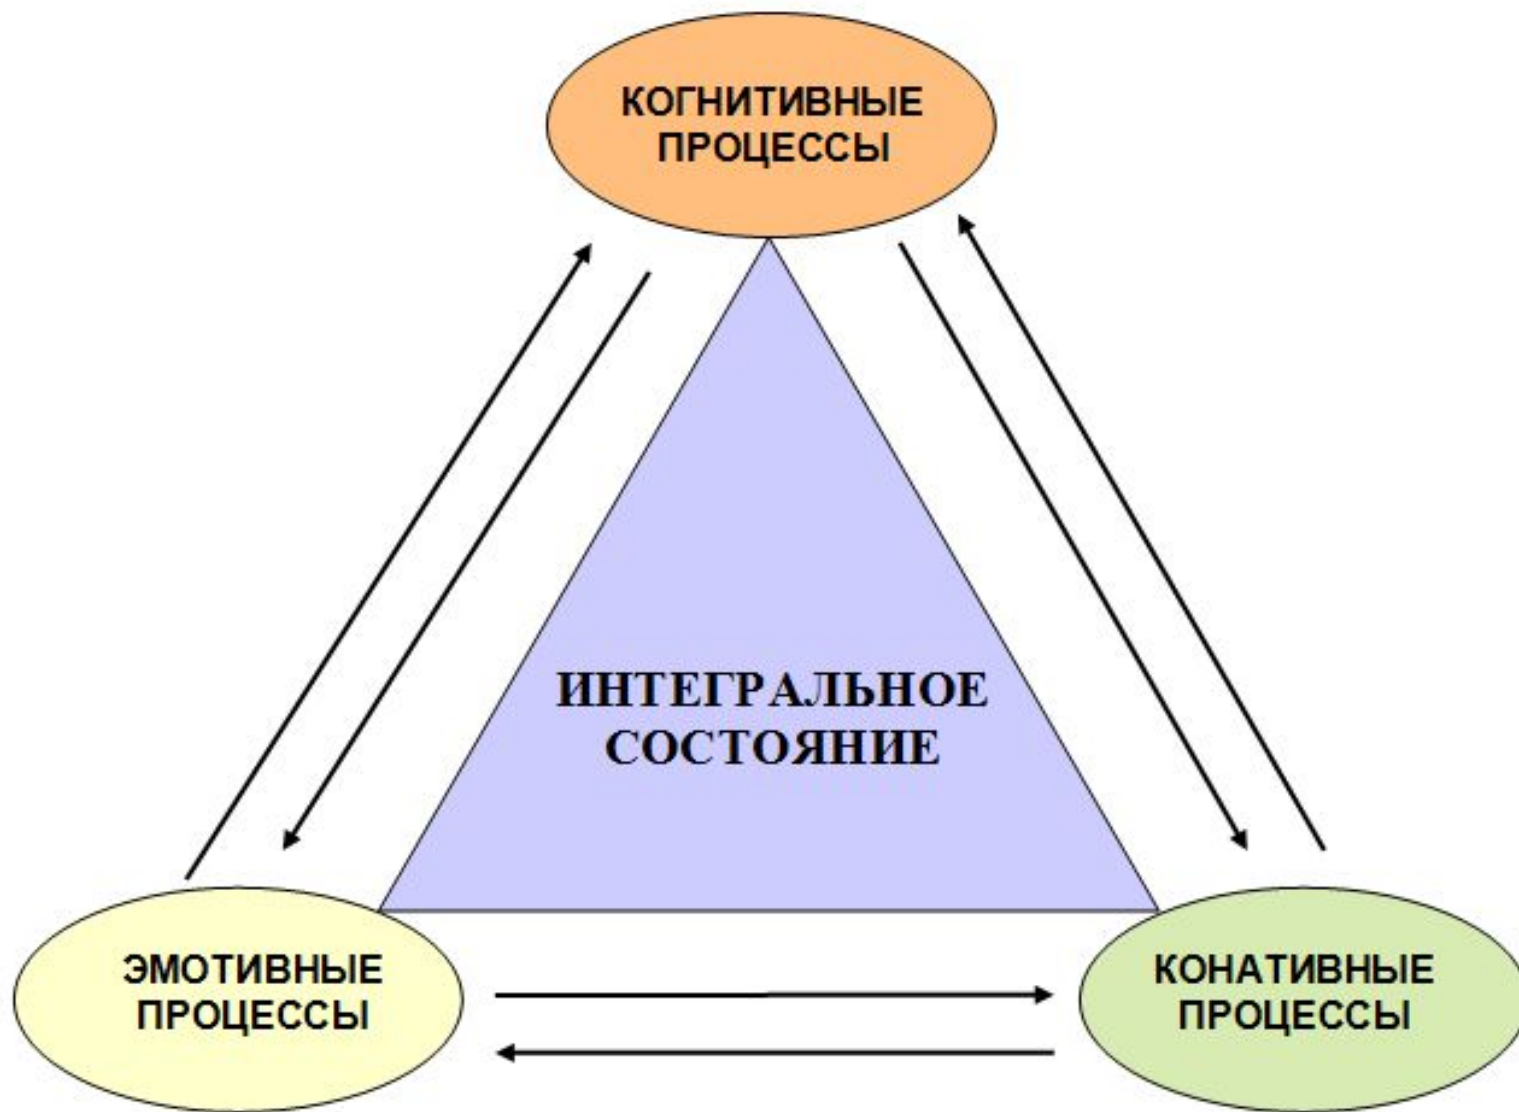 КОГНИТИВНЫЕ
ПРОЦЕССЫ
ИНТЕГРАЛЬНОЕ
СОСТОЯНИЕ
ЭМОТИВНЫЕ
ПРОЦЕССЫ
КОНАТИВНЫЕ
ПРОЦЕССЫ